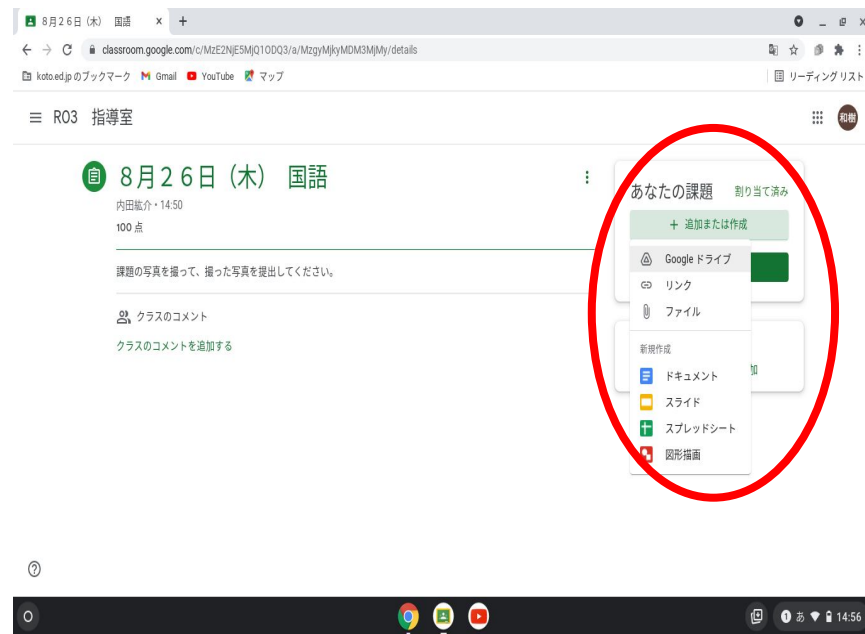 8月26日(木) 国語 × +
classroom.google.com/c/MzE2NjE5MjQ1ODQ3/a/MzgyMjkyMDM3MjMy/details
koto.ed.jp のブックマーク Gmail YouTube マップ リーディング リスト
R03 指導室 和樹
8月26日(木) 国語
内田紘介・14:50
100 点
課題の写真を撮って、撮った写真を提出してください。
クラスのコメント
クラスのコメントを追加する
あなたの課題 割り当て済み
+ 追加または作成
Google ドライブ
リンク
ファイル
新規作成
ドキュメント
スライド
スプレッドシート
図形描画
加
1 あ 14:56